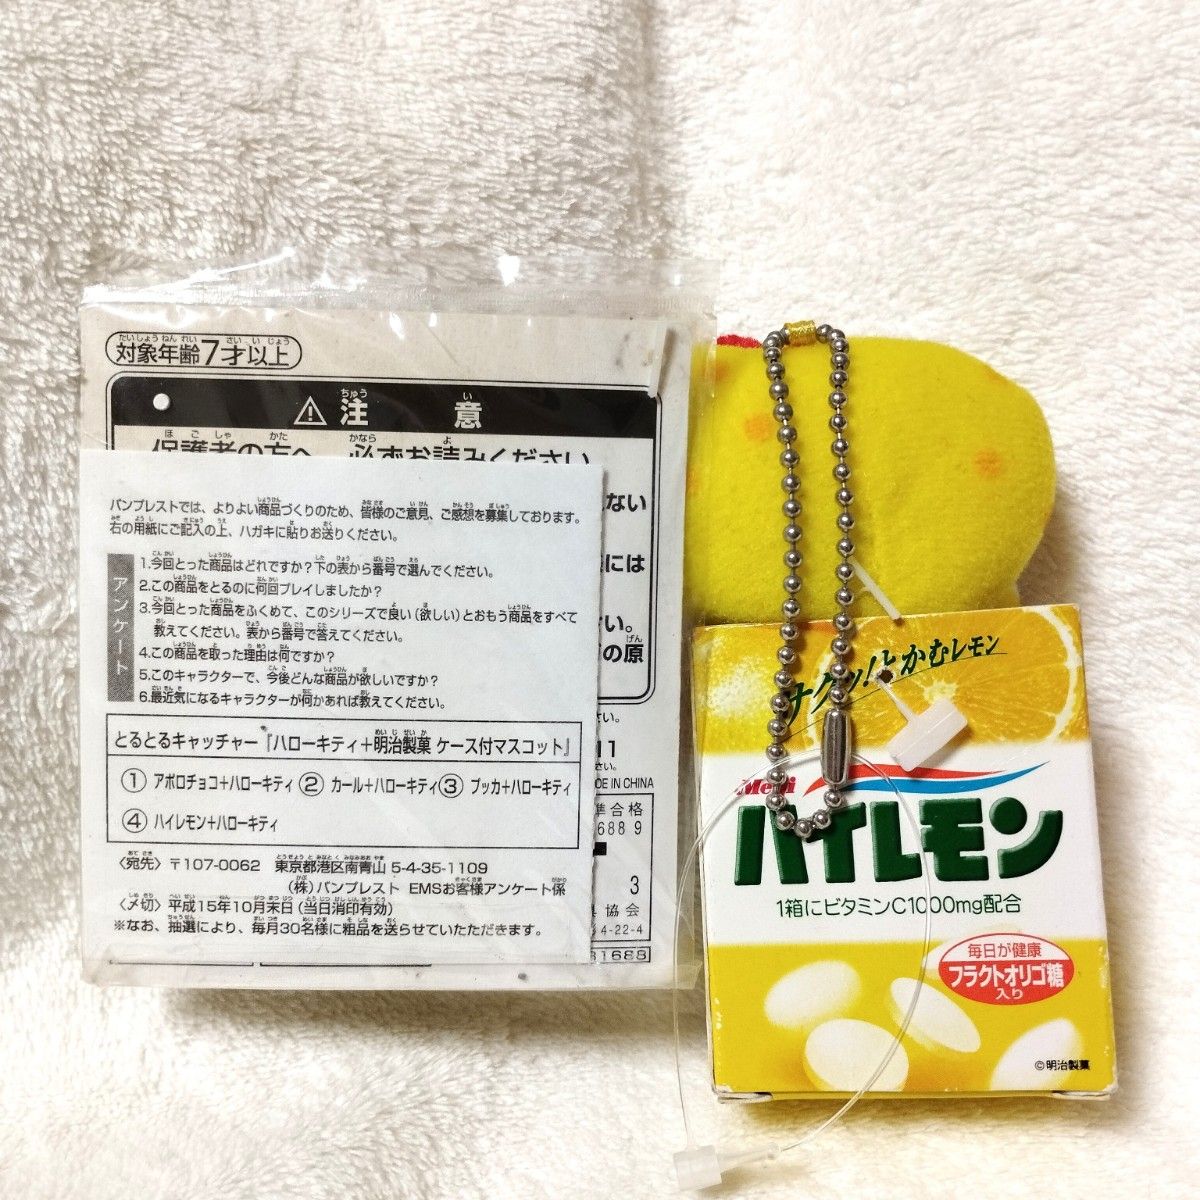 対象年齢7才以上
注意
保護者の方へ 必ずお読みください
バンプレストでは、よりよい商品づくりのため、皆様のご意見、ご感想を募集しております。
右の用紙にご記入の上、ハガキに貼りお送りください。
アンケート
1.今回とった商品はどれですか?下の表から番号で選んでください。
2.この商品をとるのに何回プレイしましたか?
3.今回とった商品をふくめて、このシリーズで良い(欲しい)とおもう商品をすべて
教えてください。表から番号で答えてください。
4.この商品を取った理由は何ですか?
5.このキャラクターで、今後どんな商品が欲しいですか?
6.最近気になるキャラクターが何かあれば教えてください。
とるとるキャッチャー『ハローキティ+明治製菓 ケース付マスコット』
① アポロチョコ+ハローキティ ② カール+ハローキティ ③ プッカ+ハローキティ
④ ハイレモン+ハローキティ
〈宛先〉〒107-0062 東京都港区南青山 5-4-35-1109
(株)バンプレスト EMSお客様アンケート係
〈〆切〉平成15年10月末日(当日消印有効)
※なお、抽選により、毎月30名様に粗品を送らせていただきます。
ない
には
い。
の原
さい。
11
さい。
DE IN CHINA
準合格
688 9
3
協会
4-22-4
31688
サクッ!とかむレモン
Meiji
ハイレモン
1箱にビタミンC1000mg配合
毎日が健康
フラクトオリゴ糖
入り
©明治製菓